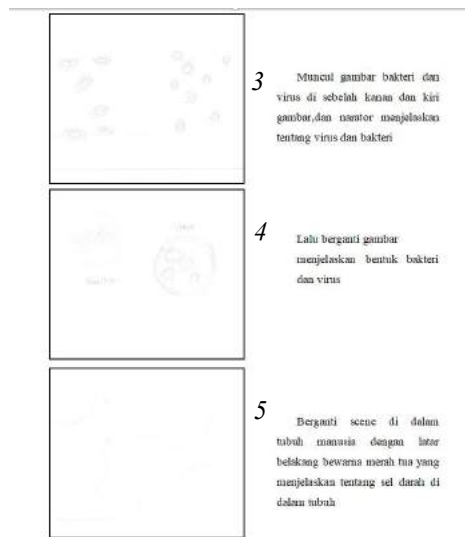 3
Muncul gambar bakteri dan
virus di sebelah kanan dan kiri
gambar,dan narator menjelaskan
tentang virus dan bakteri
4
Lalu berganti gambar
menjelaskan bentuk bakteri
dan virus
5
Berganti scene di dalam
tubuh manusia dengan latar
belakang bewarna merah tua yang
menjelaskan tentang sel darah di
dalam tubuh